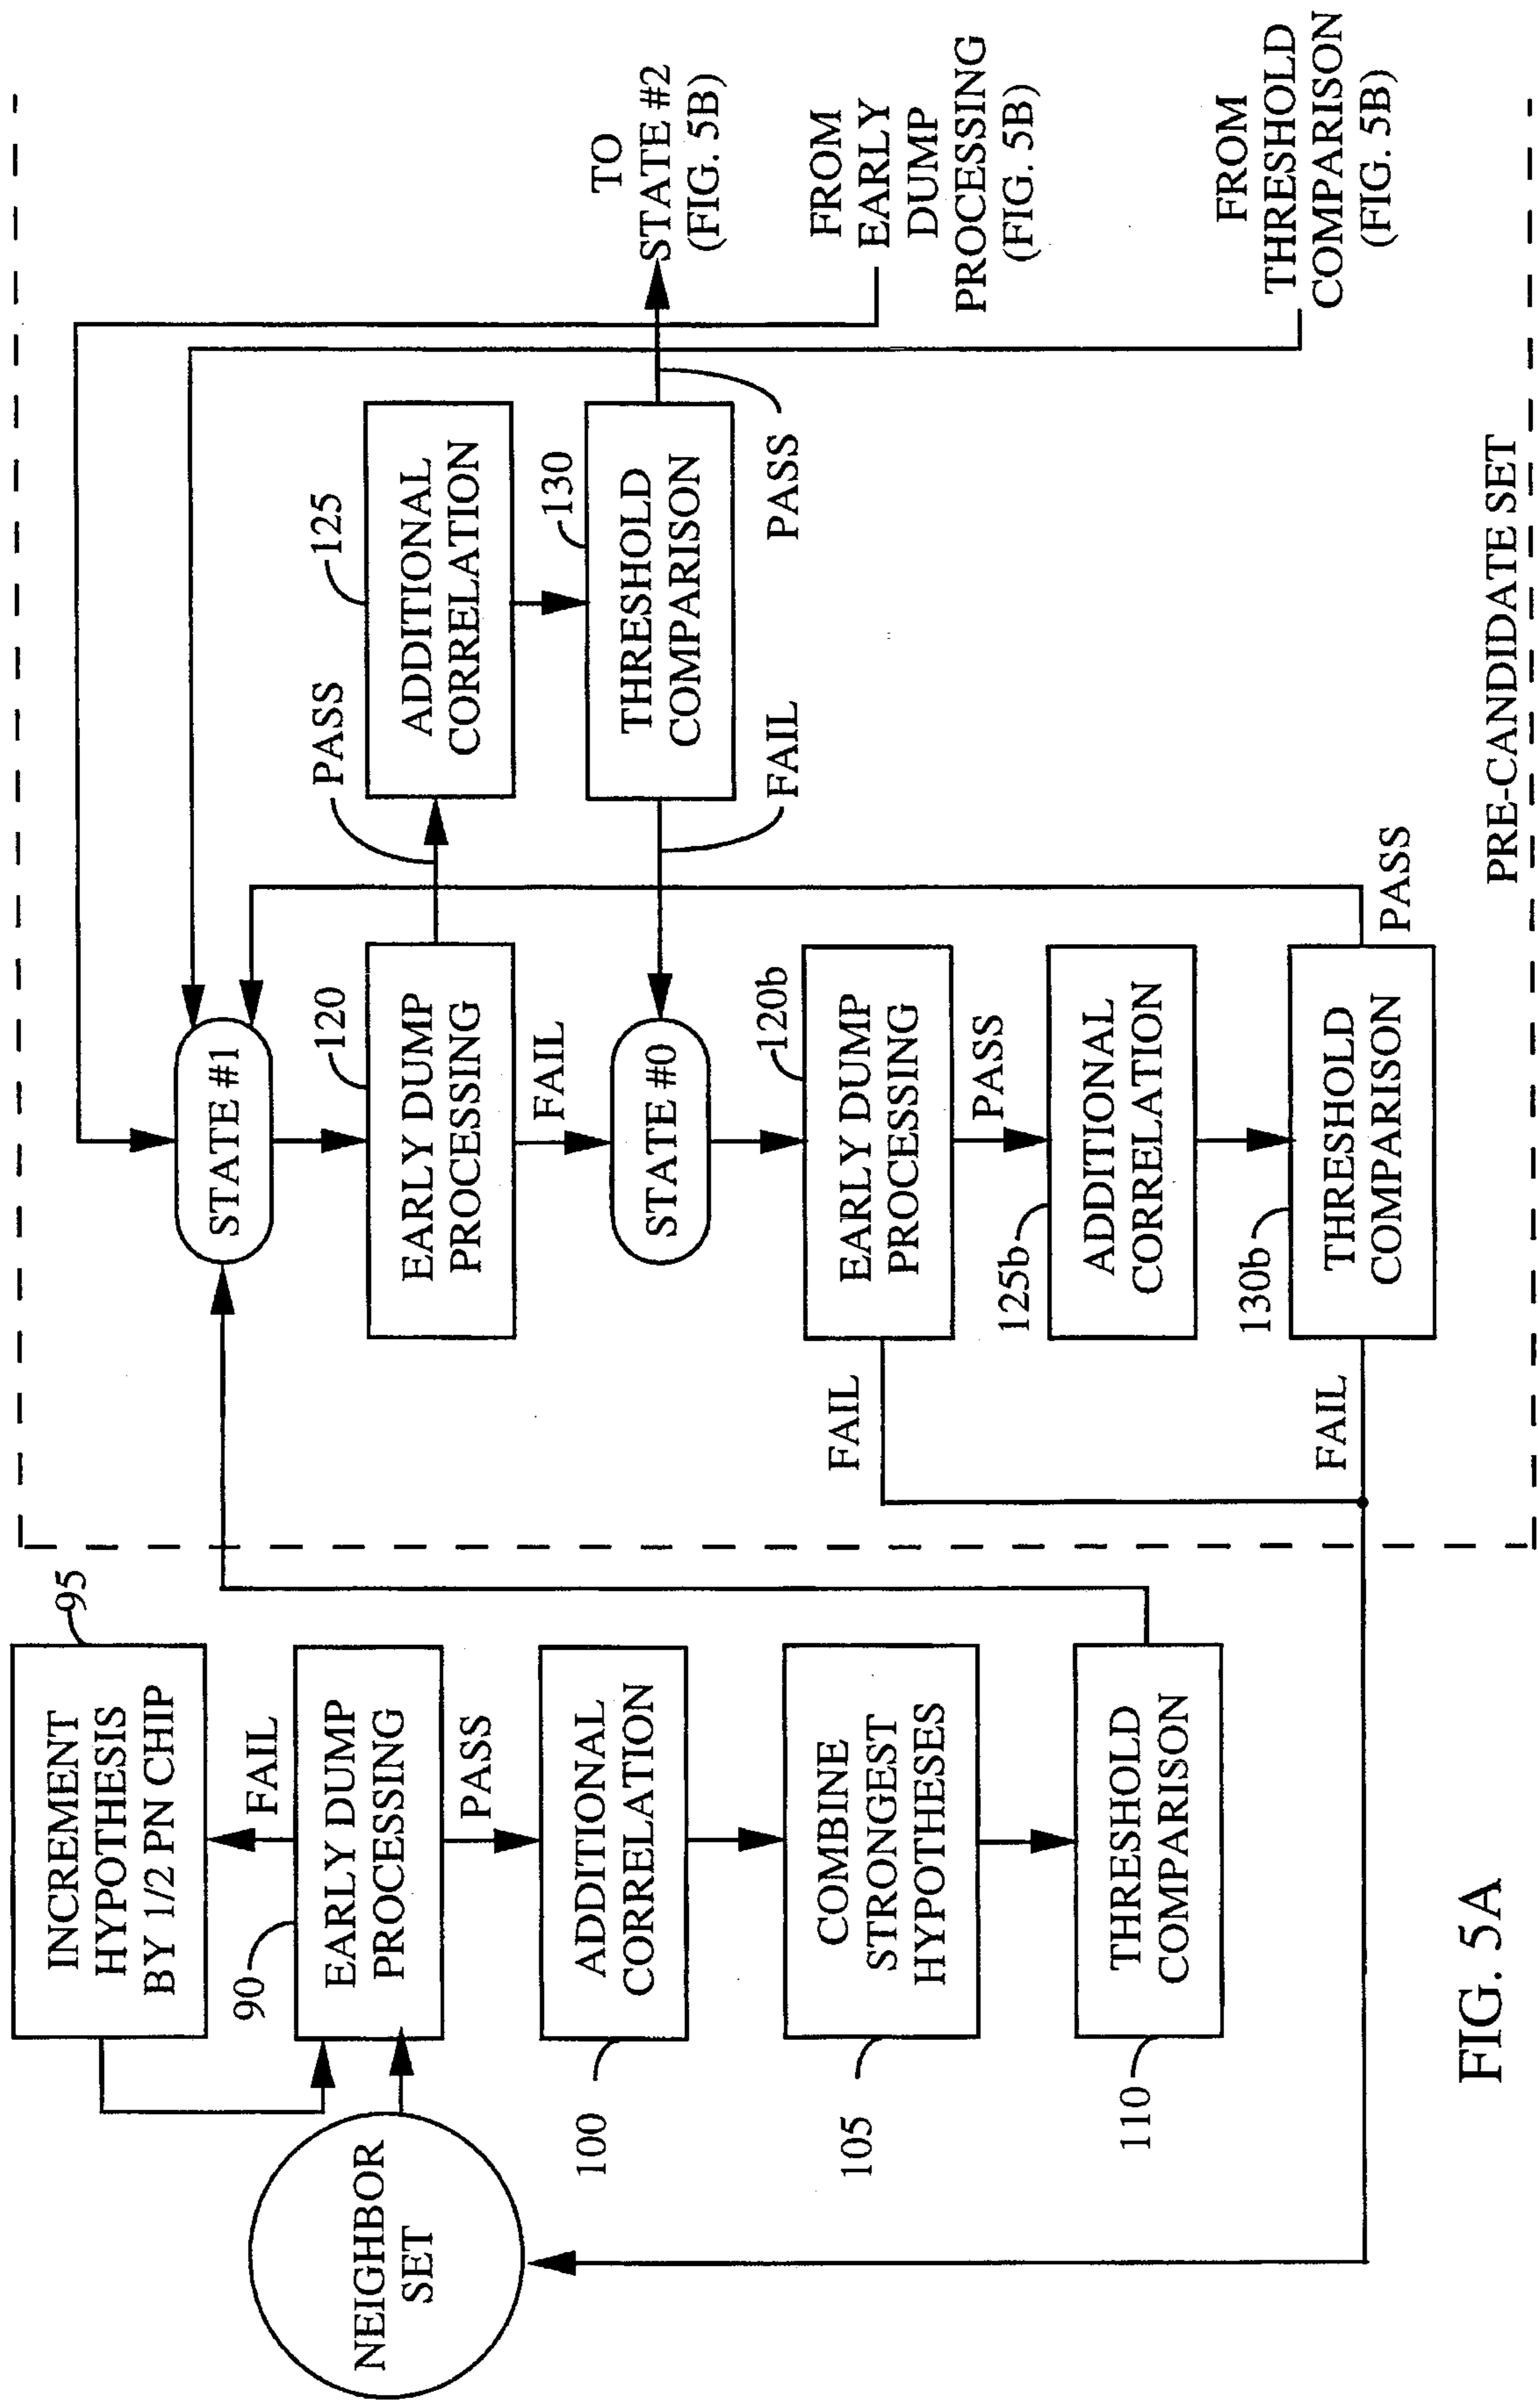 NEIGHBOR
SET
95
INCREMENT
HYPOTHESIS
BY 1/2 PN CHIP
FAIL
90
EARLY DUMP
PROCESSING
PASS
100
ADDITIONAL
CORRELATION
105
COMBINE
STRONGEST
HYPOTHESES
110
THRESHOLD
COMPARISON
STATE #1
120
EARLY DUMP
PROCESSING
PASS
FAIL
125
ADDITIONAL
CORRELATION
130
THRESHOLD
COMPARISON
FAIL
PASS
TO
STATE #2
(FIG. 5B)
FROM
EARLY
DUMP
PROCESSING
(FIG. 5B)
FROM
THRESHOLD
COMPARISON
(FIG. 5B)
STATE #0
120b
EARLY DUMP
PROCESSING
FAIL
PASS
125b
ADDITIONAL
CORRELATION
130b
THRESHOLD
COMPARISON
FAIL
PASS
PRE-CANDIDATE SET
FIG. 5A